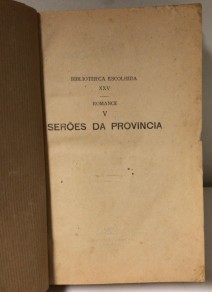 BIBLIOTHECA ESCOLHIDA
XXV
ROMANCE
V
SERÕES DA PROVINCIA